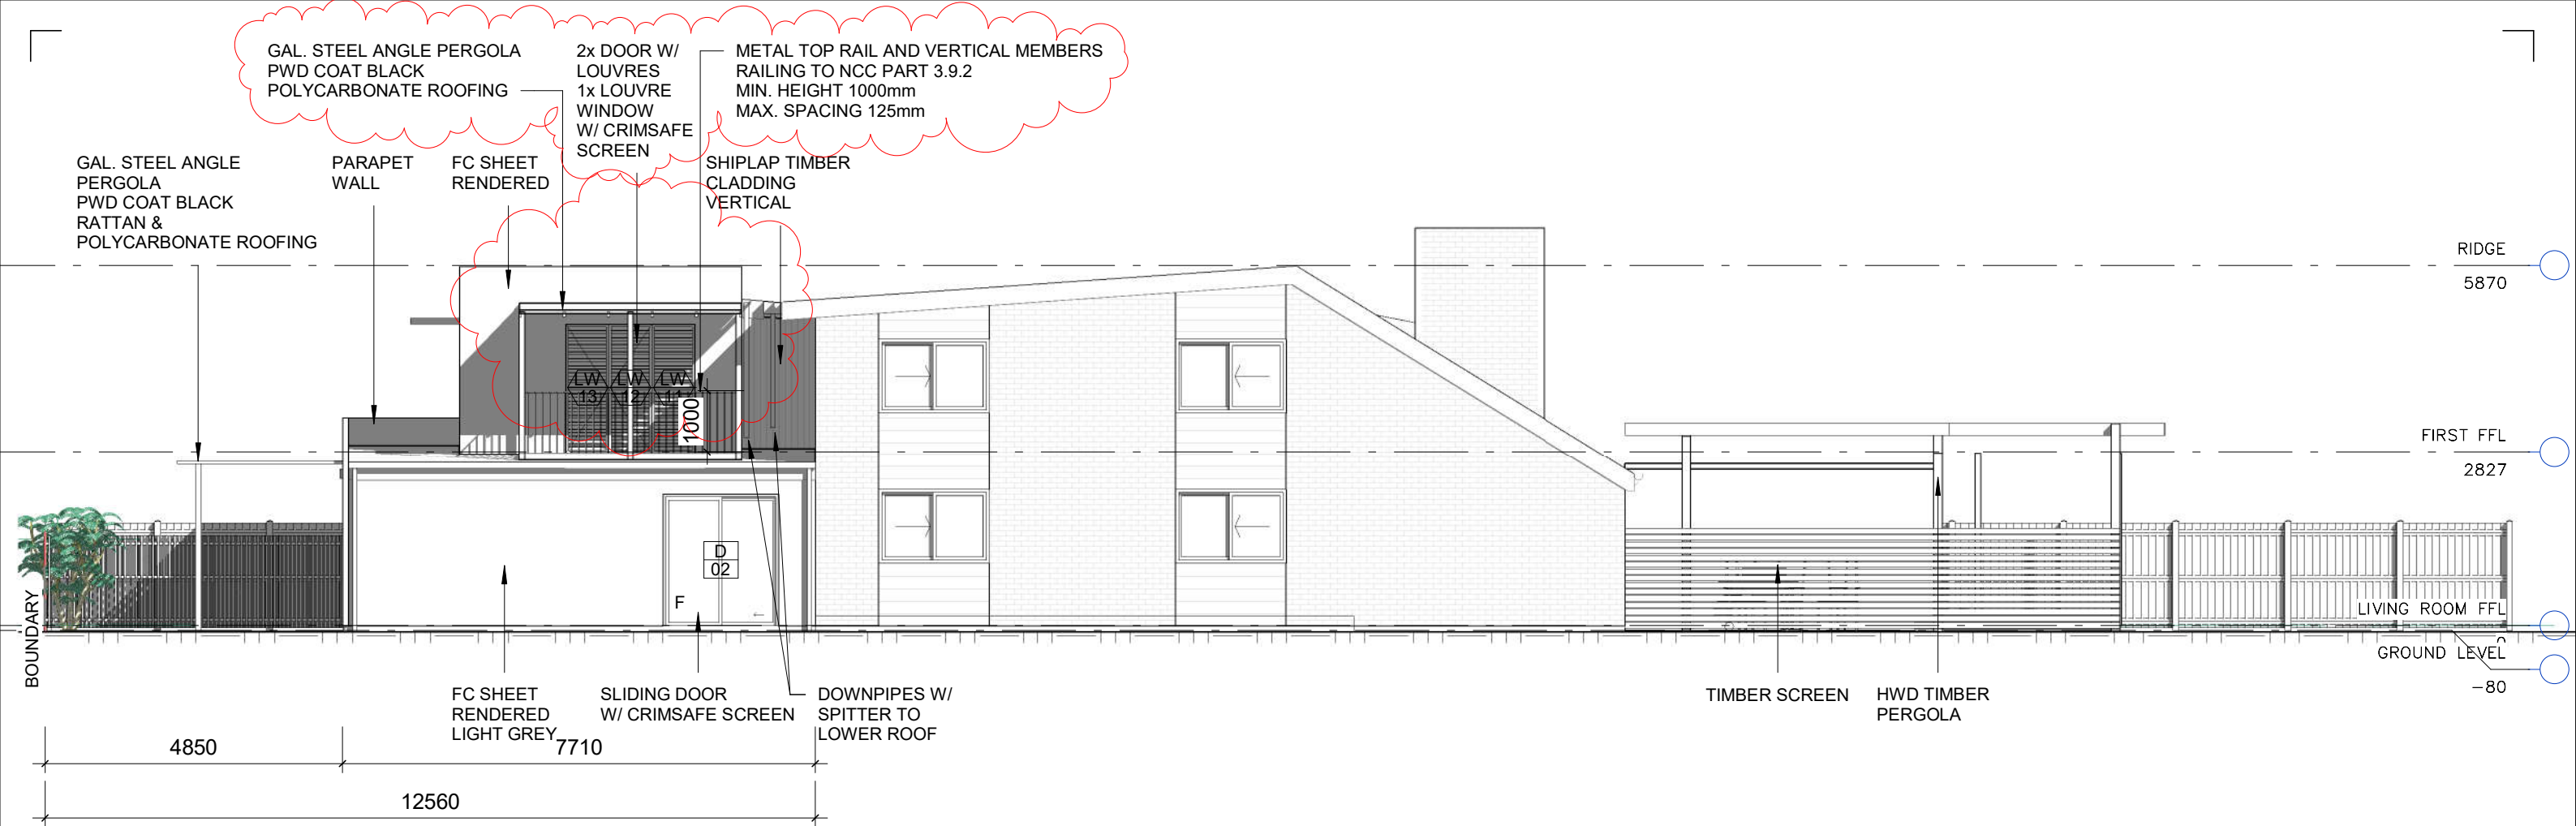 GAL. STEEL ANGLE PERGOLA
PWD COAT BLACK
POLYCARBONATE ROOFING
2x DOOR W/
LOUVRES
1x LOUVRE
WINDOW
W/ CRIMSAFE
SCREEN
METAL TOP RAIL AND VERTICAL MEMBERS
RAILING TO NCC PART 3.9.2
MIN. HEIGHT 1000mm
MAX. SPACING 125mm
GAL. STEEL ANGLE
PERGOLA
PWD COAT BLACK
RATTAN &
POLYCARBONATE ROOFING
PARAPET
WALL
FC SHEET
RENDERED
SHIPLAP TIMBER
CLADDING
VERTICAL
RIDGE
5870
LW
13
LW
12
LW
11
1000
FIRST FFL
2827
D
02
F
BOUNDARY
LIVING ROOM FFL
0
GROUND LEVEL
-80
FC SHEET
RENDERED
LIGHT GREY
SLIDING DOOR
W/ CRIMSAFE SCREEN
DOWNPIPES W/
SPITTER TO
LOWER ROOF
TIMBER SCREEN
HWD TIMBER
PERGOLA
4850
7710
12560